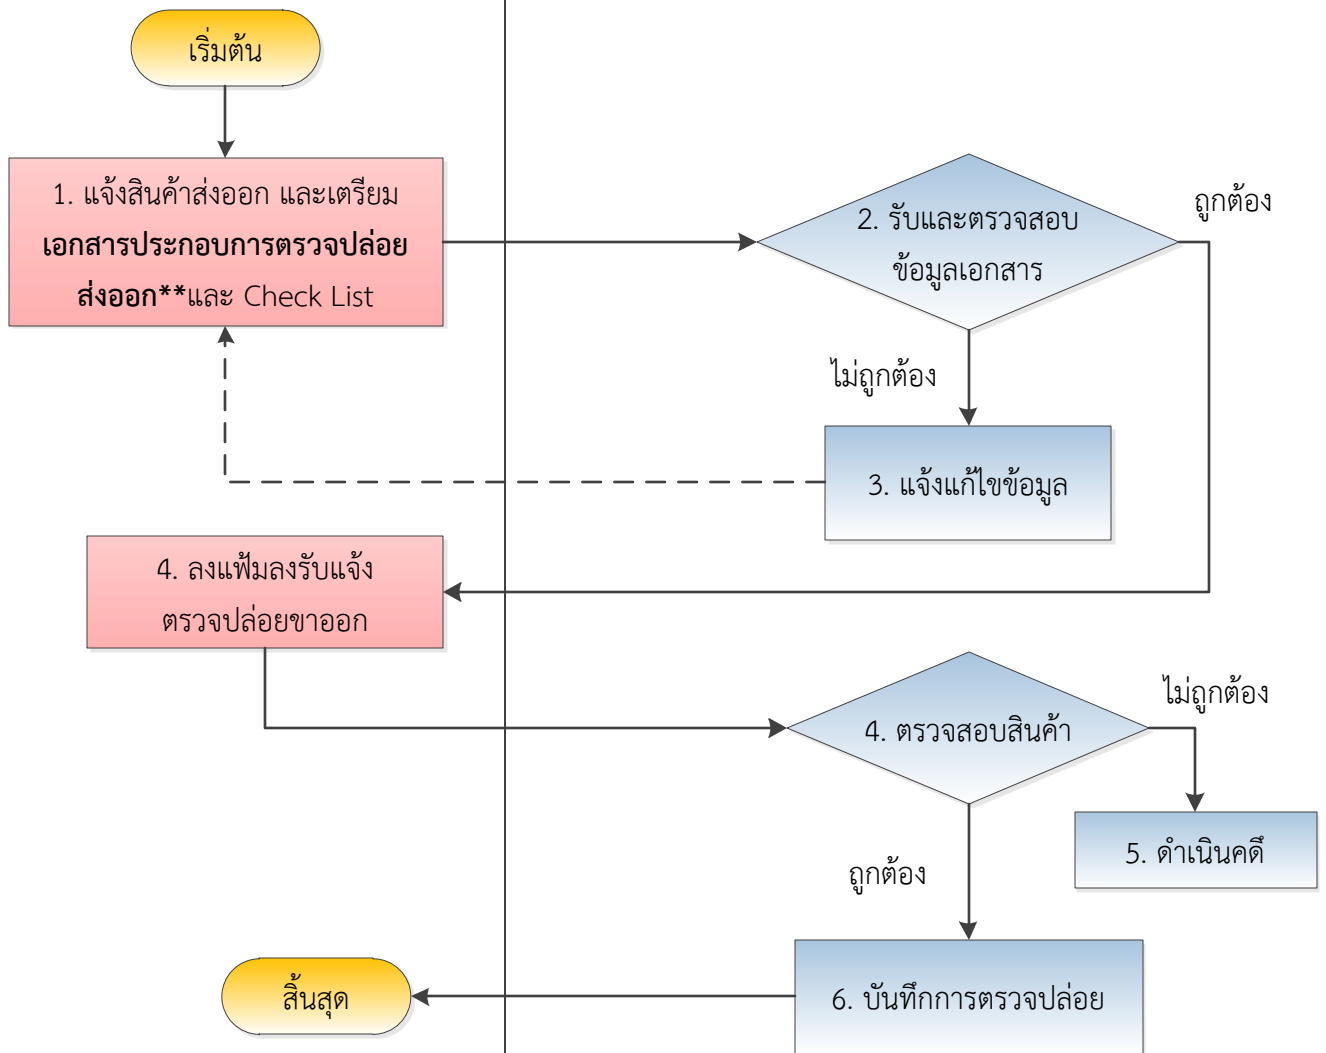 เริ่มต้น
1. แจ้งสินค้าส่งออก และเตรียม
เอกสารประกอบการตรวจปล่อย
ส่งออก**และ Check List
2. รับและตรวจสอบ
ข้อมูลเอกสาร
ถูกต้อง
ไม่ถูกต้อง
3. แจ้งแก้ไขข้อมูล
4. ลงแฟ้มลงรับแจ้ง
ตรวจปล่อยขาออก
4. ตรวจสอบสินค้า
ไม่ถูกต้อง
5. ดำเนินคดึ
ถูกต้อง
6. บันทึกการตรวจปล่อย
สิ้นสุด